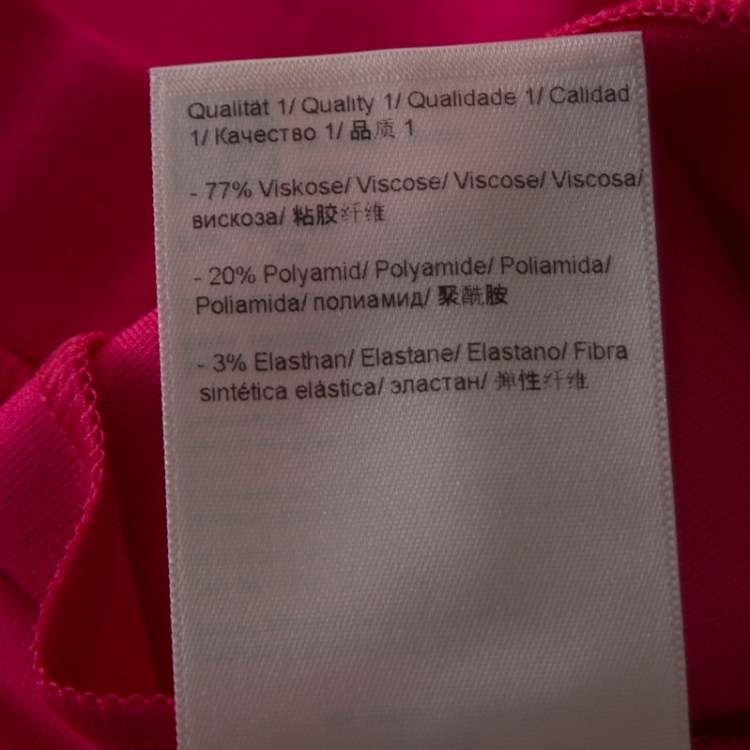 Qualität 1/ Quality 1/ Qualidade 1/ Calidad
1/ Качество 1/ 品质 1
- 77% Viskose/ Viscose/ Viscose/ Viscosa/
вискоза/ 粘胶纤维
- 20% Polyamid/ Polyamide/ Poliamida/
Poliamida/ полиамид/ 聚酰胺
- 3% Elasthan/ Elastane/ Elastano/ Fibra
sintética elástica/ эластан/ 弹性纤维